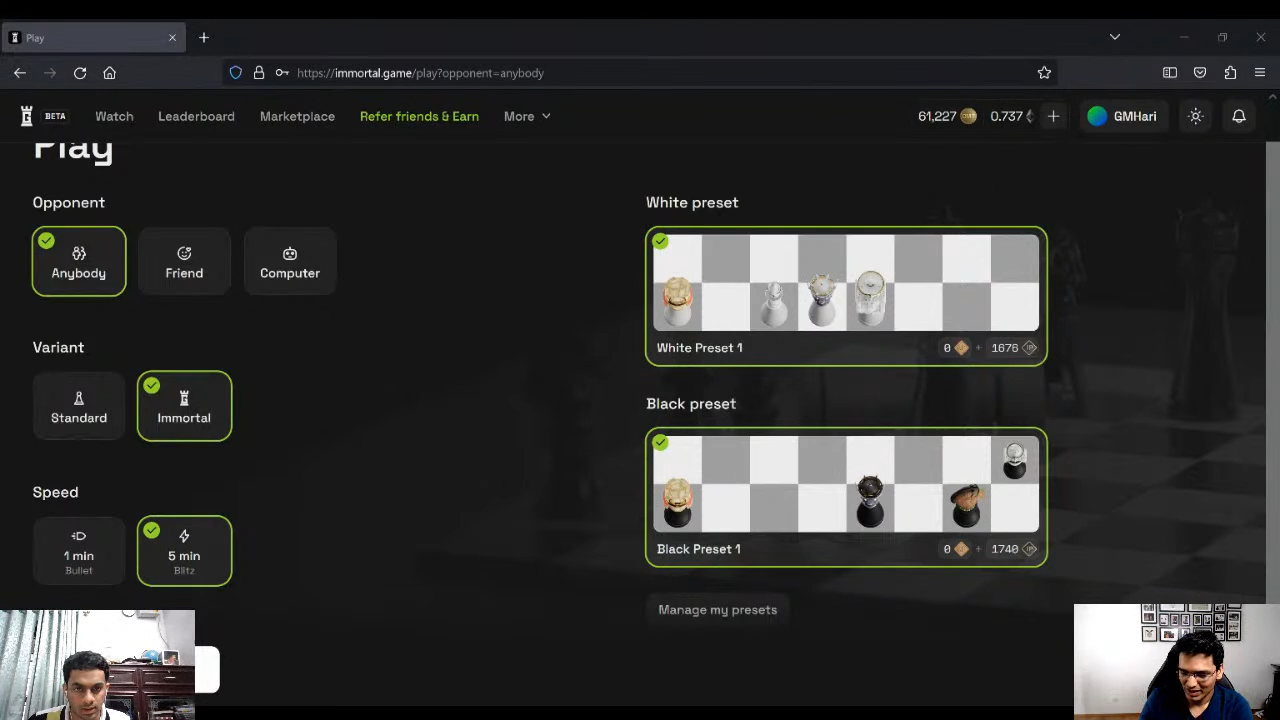 Play
https://immortal.game/play?opponent=anybody
BETA
Watch
Leaderboard
Marketplace
Refer friends & Earn
More
61,227
0.737
GMHari
Play
Opponent
Anybody
Friend
Computer
Variant
Standard
Immortal
Speed
1 min
Bullet
5 min
Blitz
White preset
White Preset 1
0 + 1676
Black preset
Black Preset 1
0 + 1740
Manage my presets